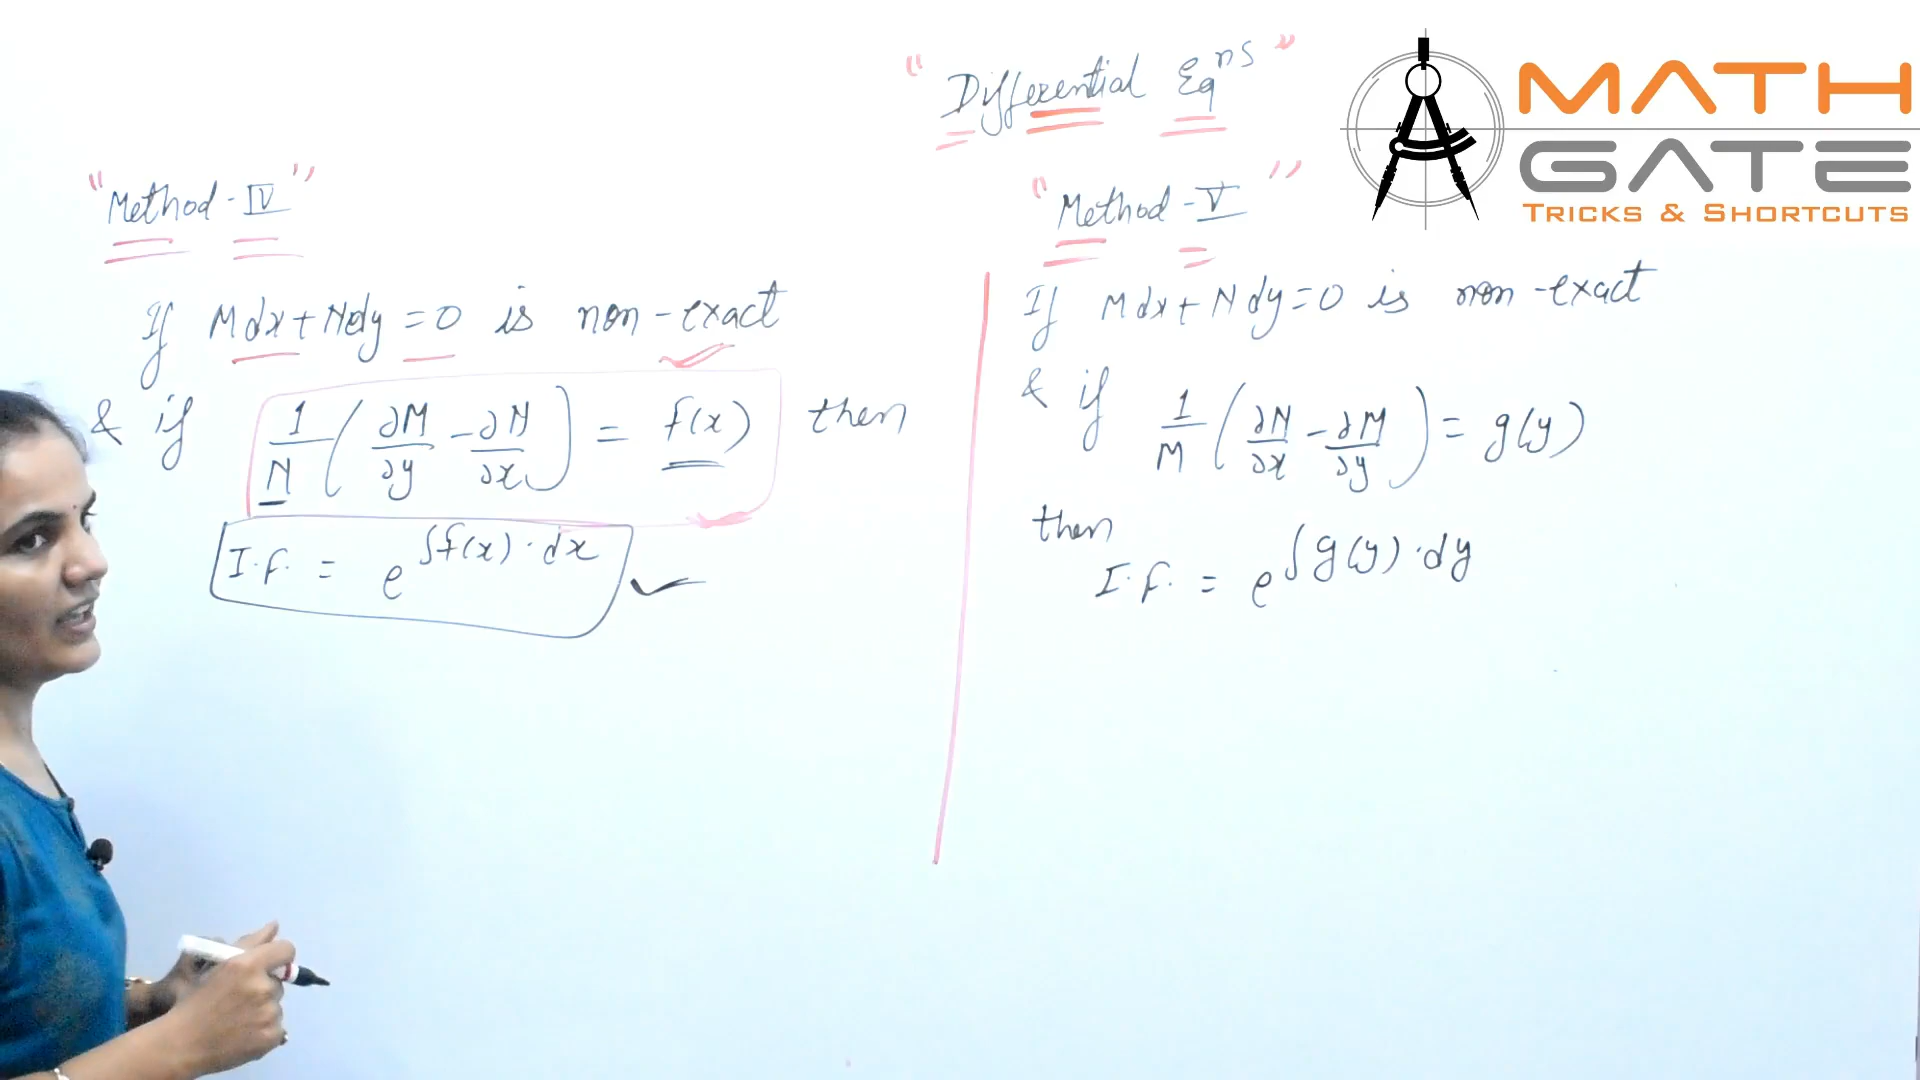 " Differential Eqns "
MATH
GATE
TRICKS & SHORTCUTS
"Method - IV"
If Mdx + Ndy = 0 is non-exact
& if 1/N ( ∂M/∂y - ∂N/∂x ) = f(x) then
I.F. = e^∫f(x)·dx
"Method - V"
If Mdx + Ndy = 0 is non-exact
& if 1/M ( ∂N/∂x - ∂M/∂y ) = g(y)
then
I.F. = e^∫g(y)·dy